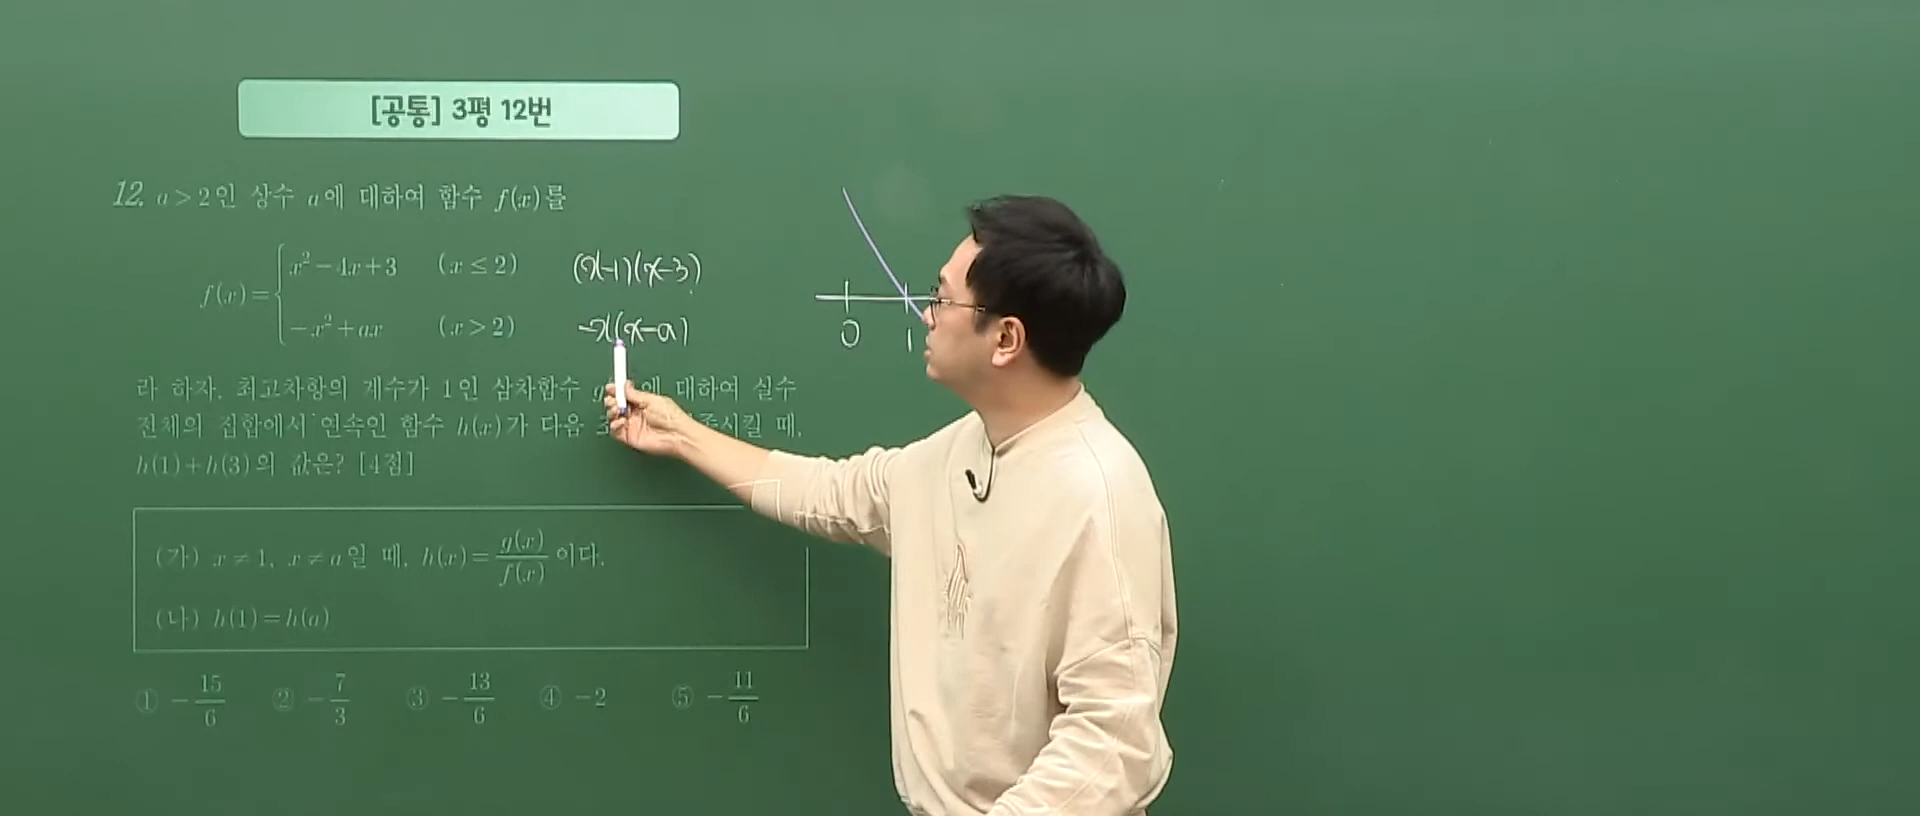 [공통] 3평 12번
12. a > 2인 상수 a에 대하여 함수 f(x)를
f(x) = { x² − 4x + 3 (x ≤ 2) (x-1)(x-3)
−x² + ax (x > 2) -x(x-a)
0 1
라 하자. 최고차항의 계수가 1인 삼차함수 에 대하여 실수
전체의 집합에서 연속인 함수 h(x)가 다음 시킬 때,
h(1)+h(3)의 값은? [4점]
(가) x ≠ 1, x ≠ a일 때, h(x) = g(x)/f(x) 이다.
(나) h(1) = h(a)
① −15/6 ② −7/3 ③ −13/6 ④ −2 ⑤ −11/6